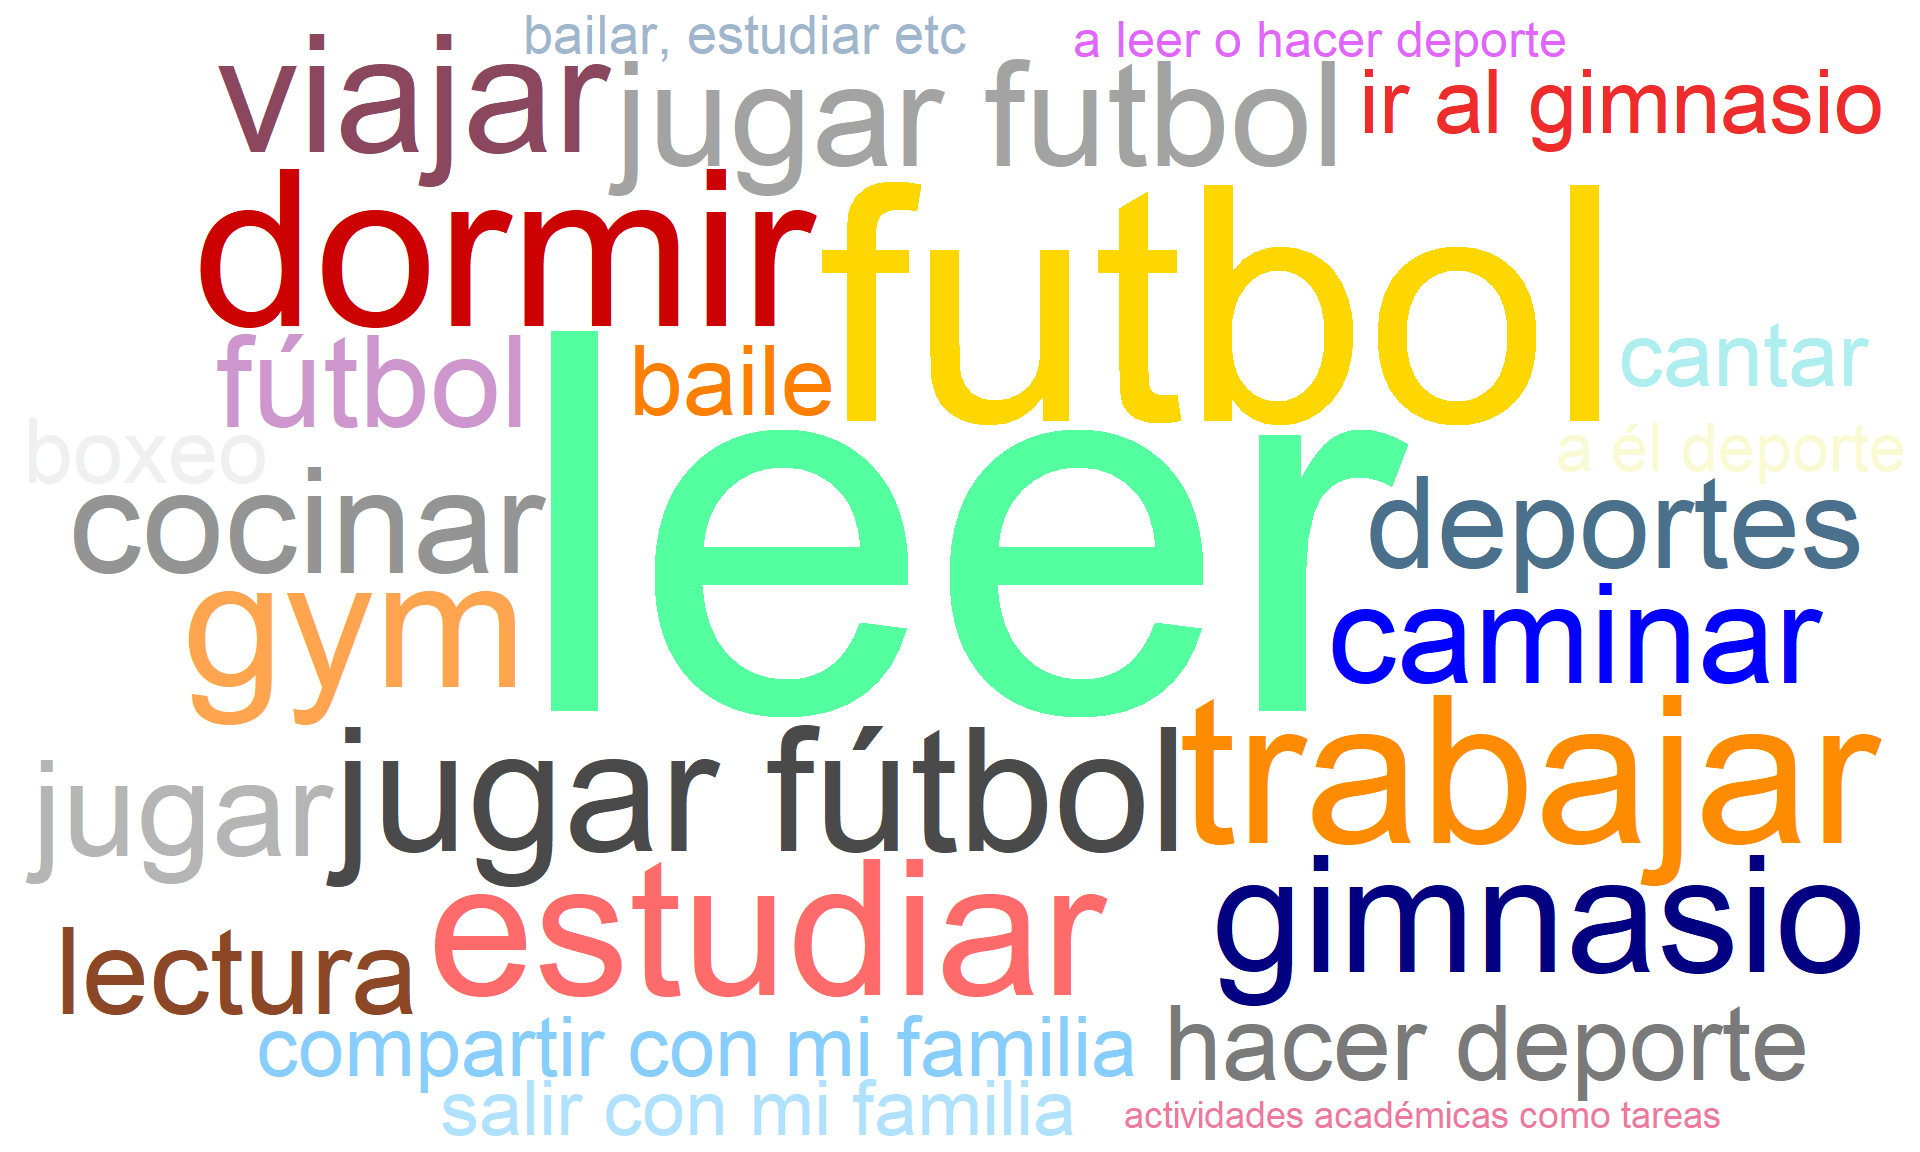 bailar, estudiar etc
a leer o hacer deporte
viajar
jugar futbol
ir al gimnasio
dormir
futbol
fútbol
baile
cantar
leer
boxeo
a él deporte
cocinar
deportes
gym
caminar
jugar
jugar fútbol
trabajar
estudiar
gimnasio
lectura
compartir con mi familia
hacer deporte
salir con mi familia
actividades académicas como tareas